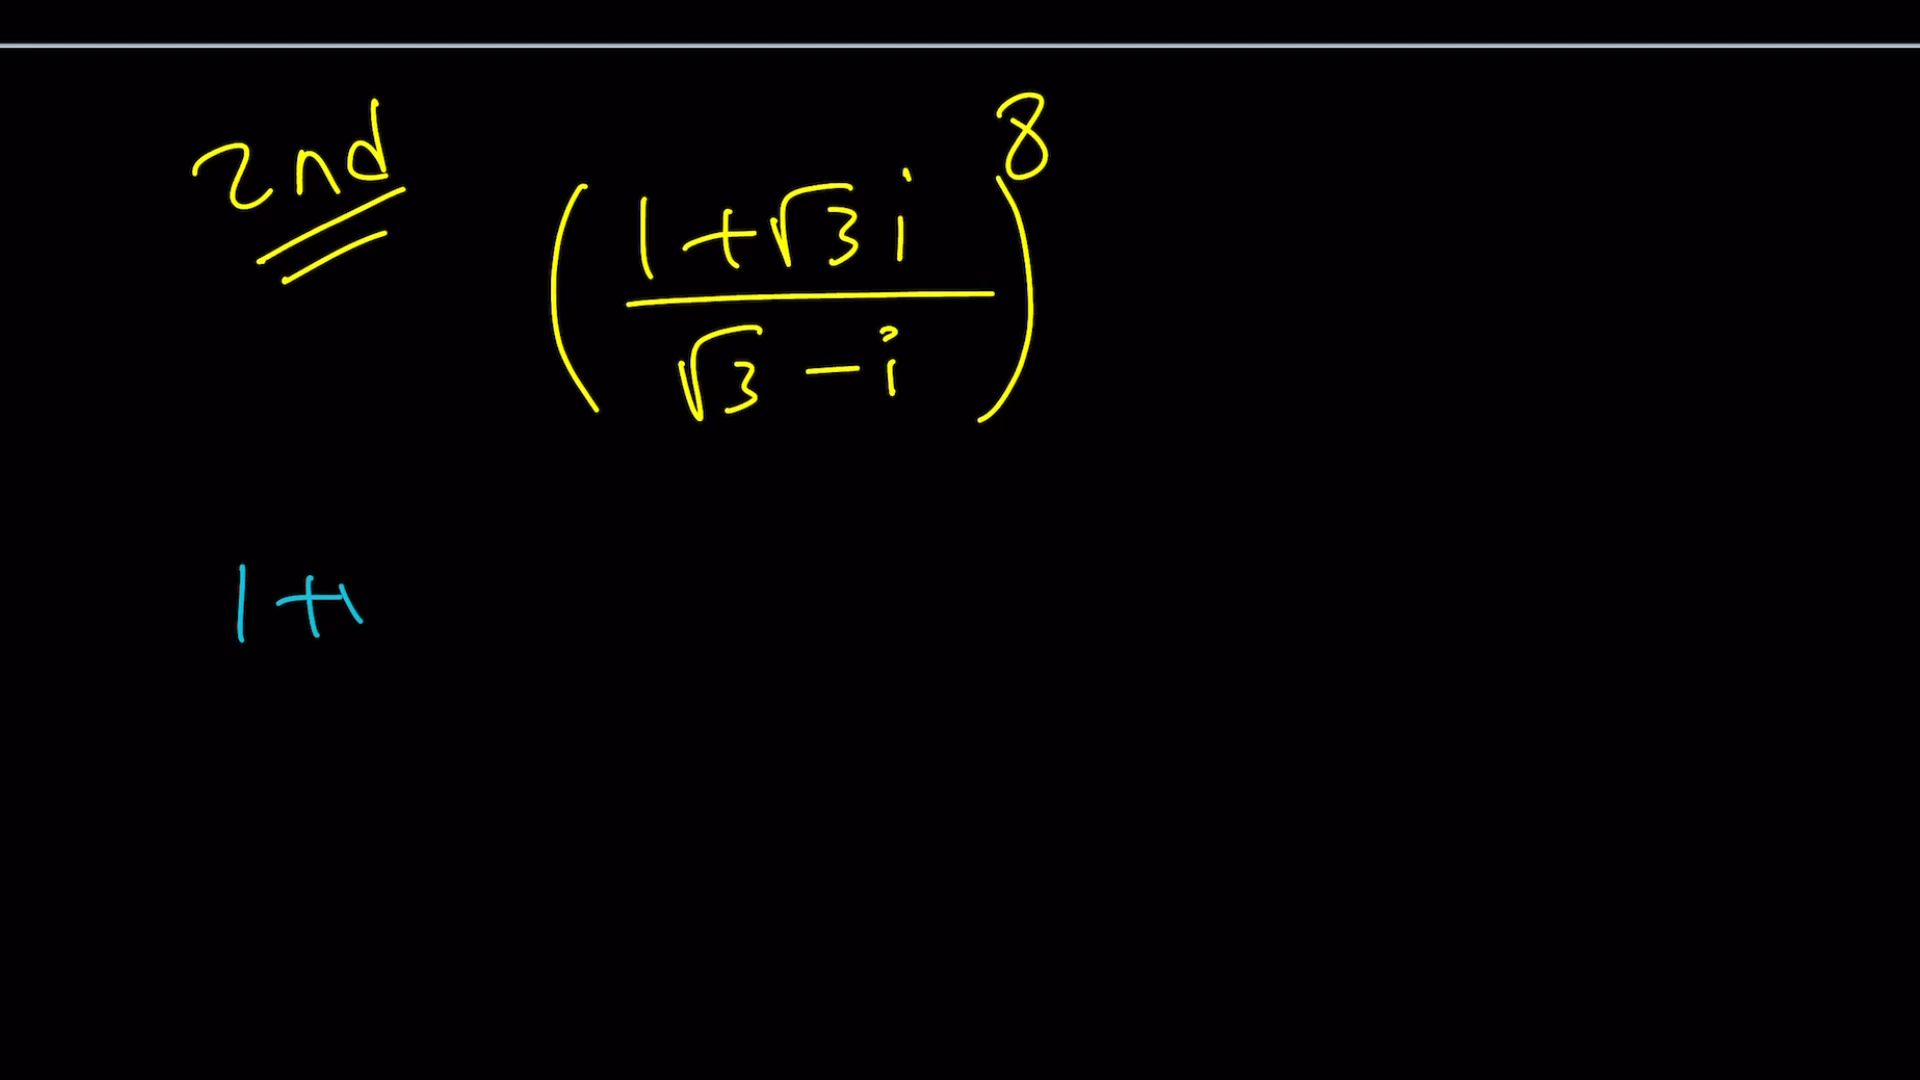 2nd
(1+√3 i / √3 - i)^8
1+